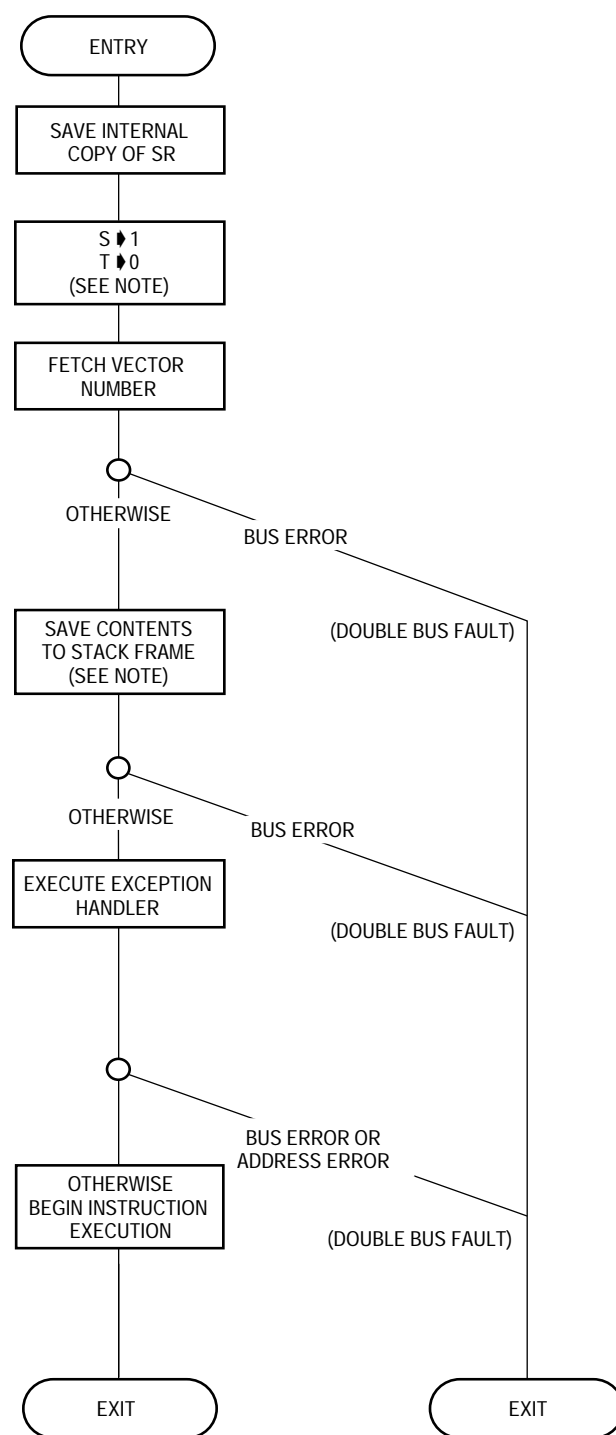 ENTRY
SAVE INTERNAL
COPY OF SR
S ➧ 1
T ➧ 0
(SEE NOTE)
FETCH VECTOR
NUMBER
OTHERWISE
BUS ERROR
(DOUBLE BUS FAULT)
SAVE CONTENTS
TO STACK FRAME
(SEE NOTE)
OTHERWISE
BUS ERROR
EXECUTE EXCEPTION
HANDLER
(DOUBLE BUS FAULT)
BUS ERROR OR
ADDRESS ERROR
OTHERWISE
BEGIN INSTRUCTION
EXECUTION
(DOUBLE BUS FAULT)
EXIT
EXIT